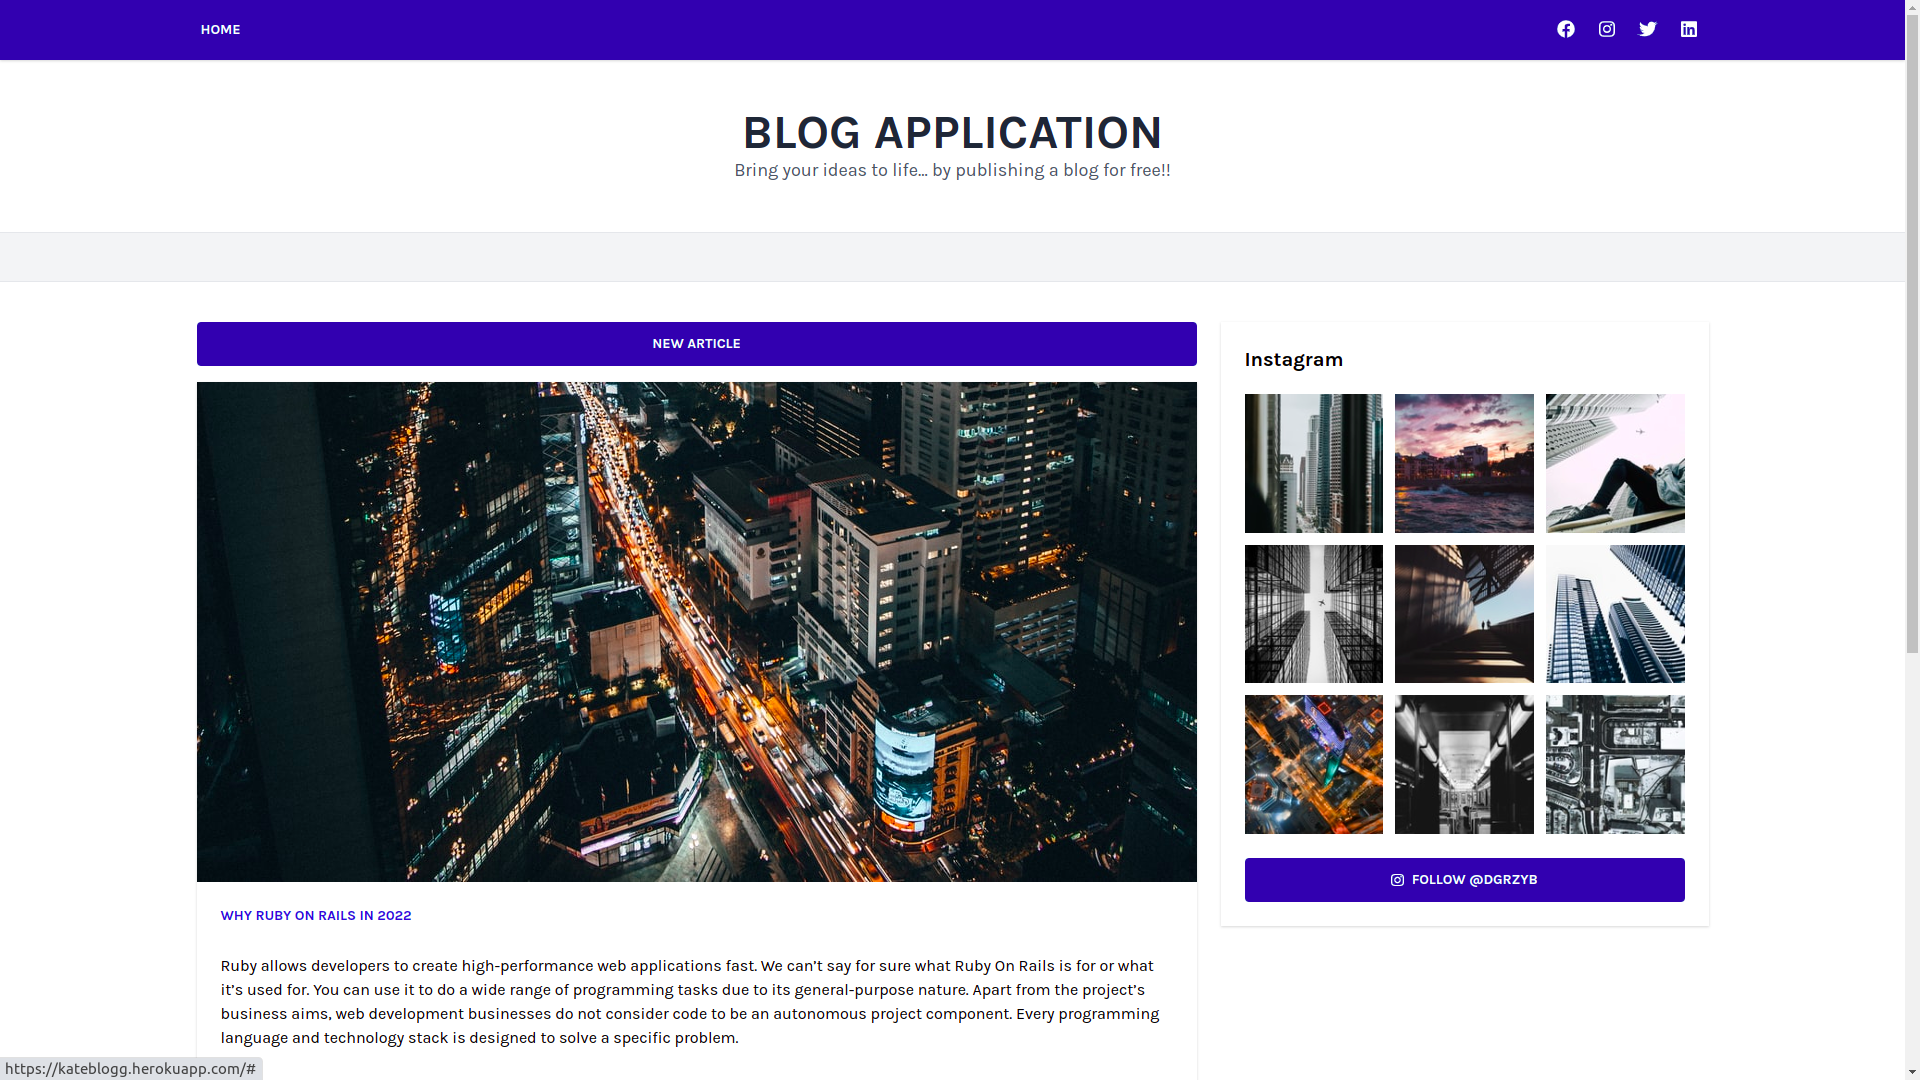 HOME
BLOG APPLICATION
Bring your ideas to life... by publishing a blog for free!!
NEW ARTICLE
WHY RUBY ON RAILS IN 2022
Ruby allows developers to create high-performance web applications fast. We can’t say for sure what Ruby On Rails is for or what
it’s used for. You can use it to do a wide range of programming tasks due to its general-purpose nature. Apart from the project’s
business aims, web development businesses do not consider code to be an autonomous project component. Every programming
language and technology stack is designed to solve a specific problem.
Instagram
FOLLOW @DGRZYB
https://kateblogg.herokuapp.com/#